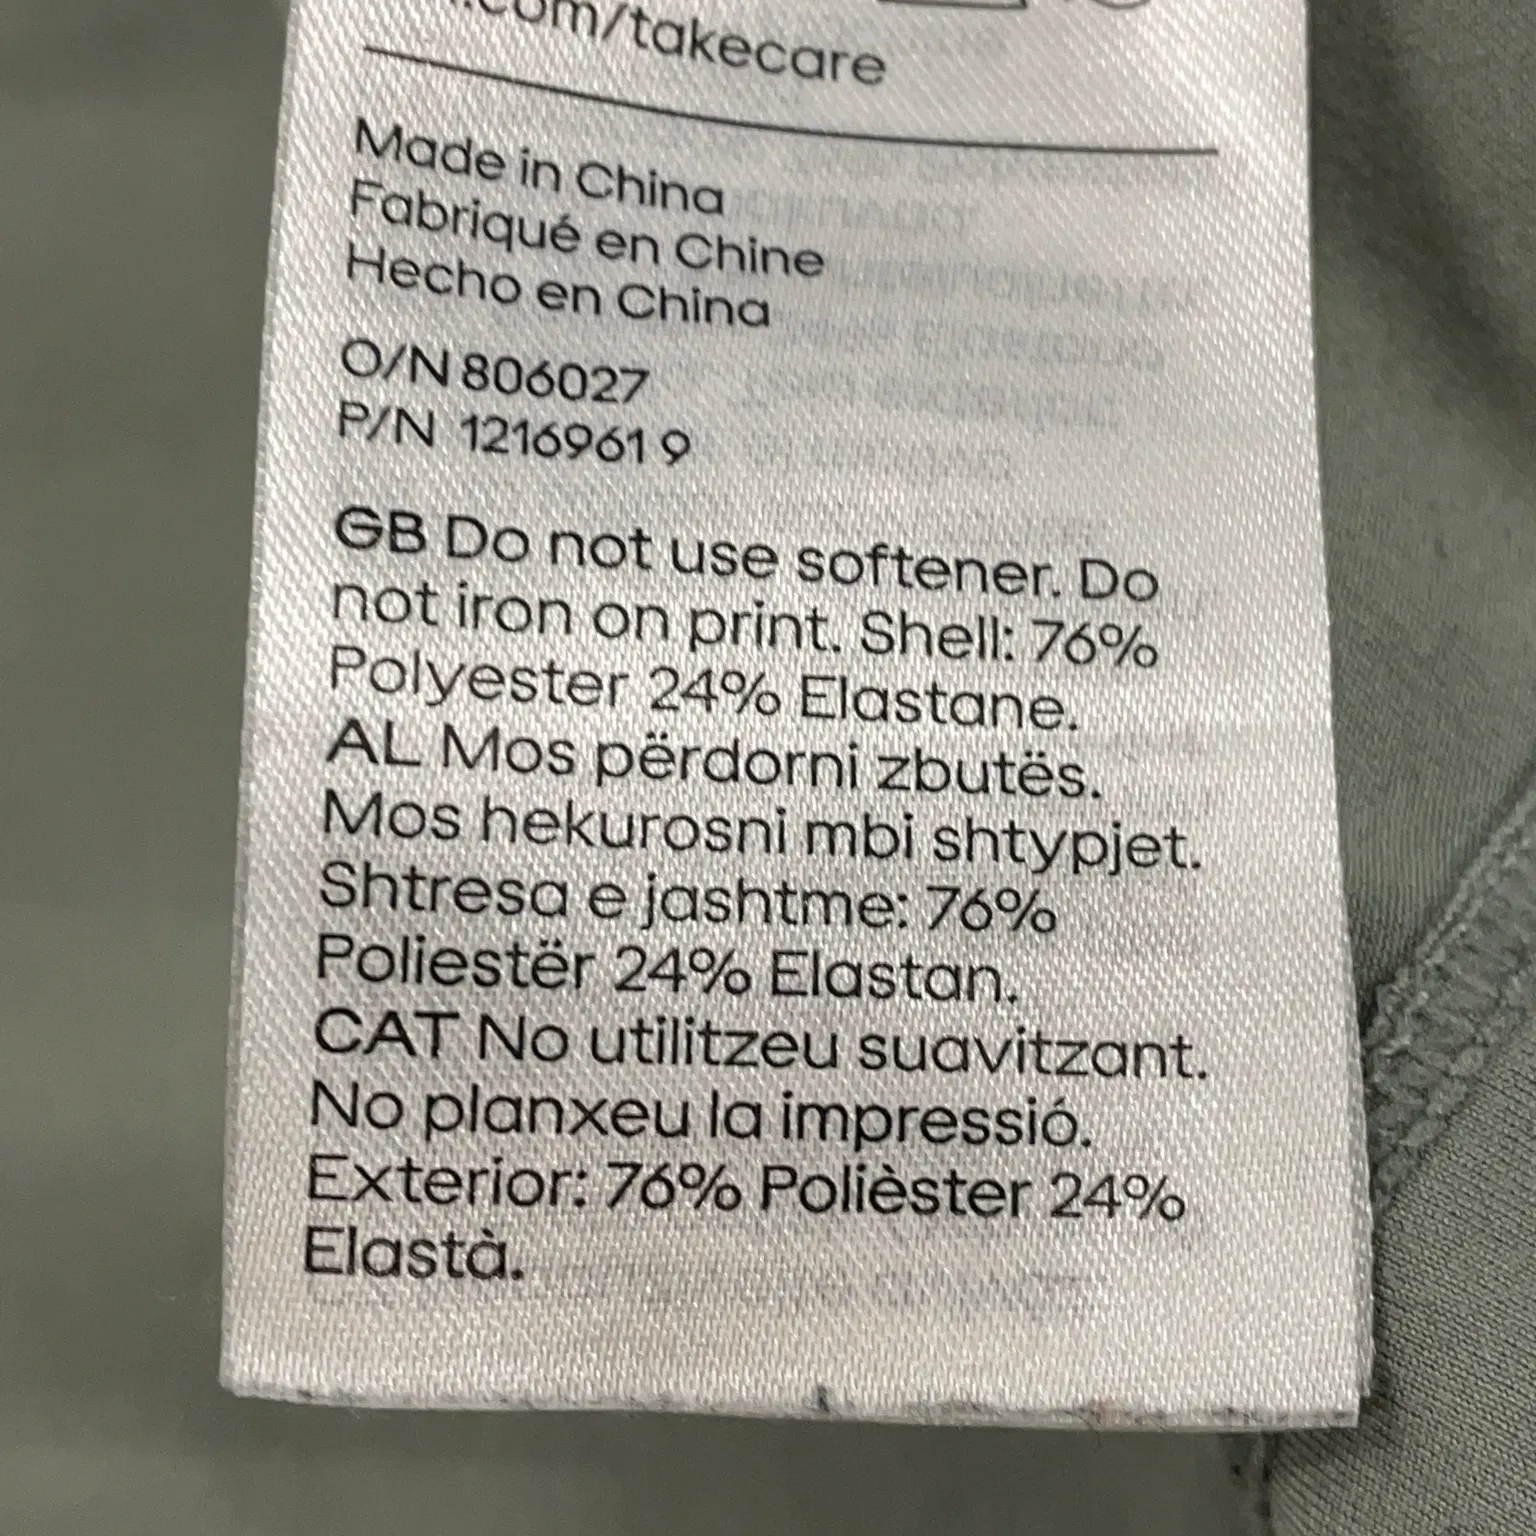 .com/takecare
Made in China
Fabriqué en Chine
Hecho en China
O/N 806027
P/N 1216961 9
GB Do not use softener. Do
not iron on print. Shell: 76%
Polyester 24% Elastane.
AL Mos përdorni zbutës.
Mos hekurosni mbi shtypjet.
Shtresa e jashtme: 76%
Poliestër 24% Elastan.
CAT No utilitzeu suavitzant.
No planxeu la impressió.
Exterior: 76% Polièster 24%
Elastà.